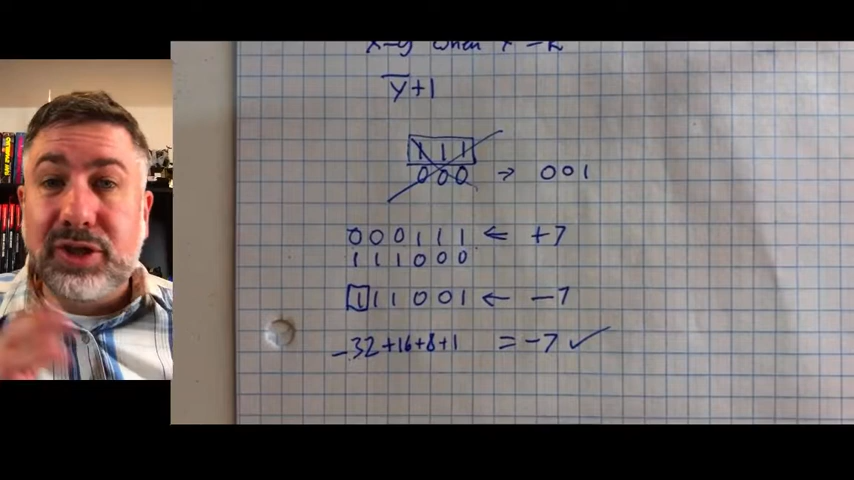 y̅+1
111
000 → 001
000111 ← +7
111000
111001 ← -7
-32+16+8+1 = -7 ✓